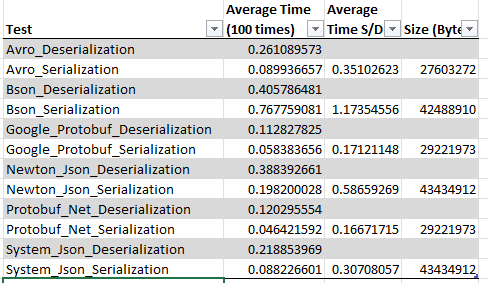 Test Average Time (100 times) Average Time S/D Size (Byte
Avro_Deserialization 0.261089573
Avro_Serialization 0.089936657 0.35102623 27603272
Bson_Deserialization 0.405786481
Bson_Serialization 0.767759081 1.17354556 42488910
Google_Protobuf_Deserialization 0.112827825
Google_Protobuf_Serialization 0.058383656 0.17121148 29221973
Newton_Json_Deserialization 0.388392661
Newton_Json_Serialization 0.198200028 0.58659269 43434912
Protobuf_Net_Deserialization 0.120295554
Protobuf_Net_Serialization 0.046421592 0.16671715 29221973
System_Json_Deserialization 0.218853969
System_Json_Serialization 0.088226601 0.30708057 43434912